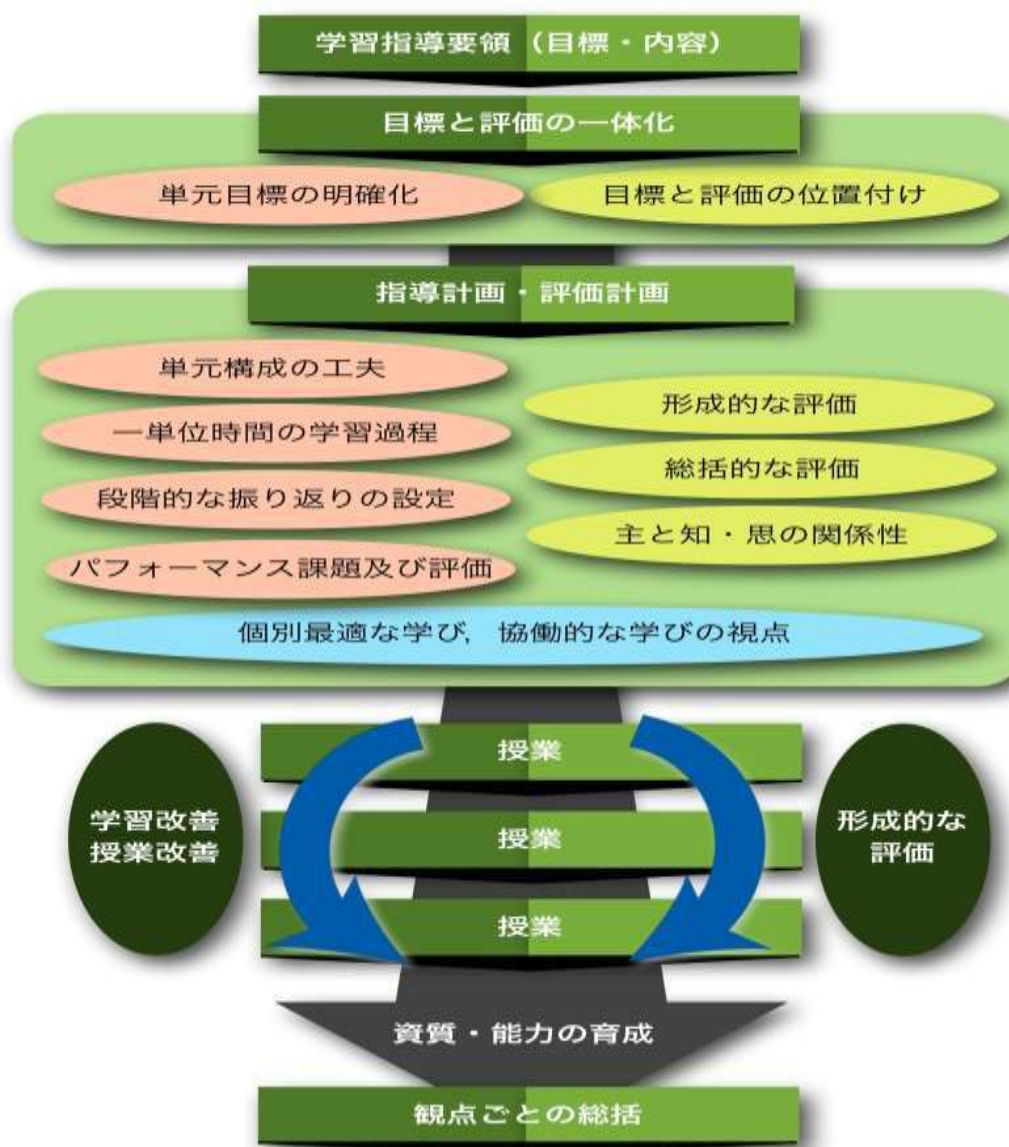 学習指導要領（目標・内容）
目標と評価の一体化
単元目標の明確化
目標と評価の位置付け
指導計画・評価計画
単元構成の工夫
一単位時間の学習過程
段階的な振り返りの設定
パフォーマンス課題及び評価
形成的な評価
総括的な評価
主と知・思の関係性
個別最適な学び，協働的な学びの視点
授業
授業
授業
学習改善
授業改善
形成的な
評価
資質・能力の育成
観点ごとの総括